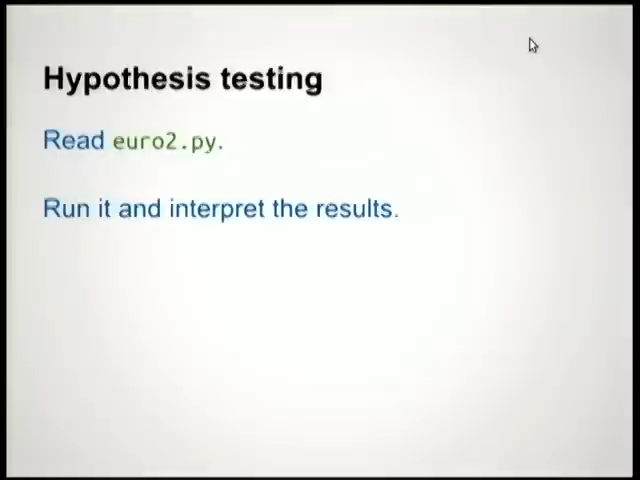 Hypothesis testing
Read euro2.py.
Run it and interpret the results.